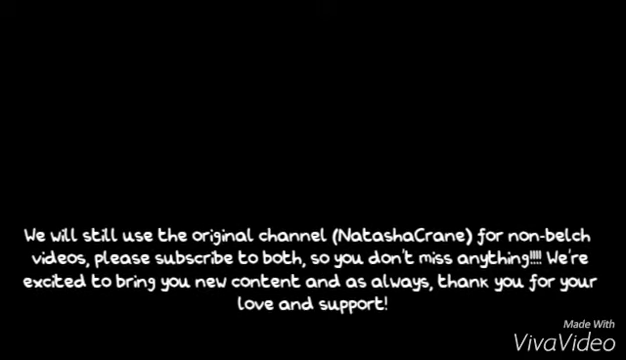 We will still use the original channel (NatashaCrane) for non-belch
videos, please subscribe to both, so you don't miss anything!!!! We're
excited to bring you new content and as always, thank you for your
love and support!
Made With
VivaVideo